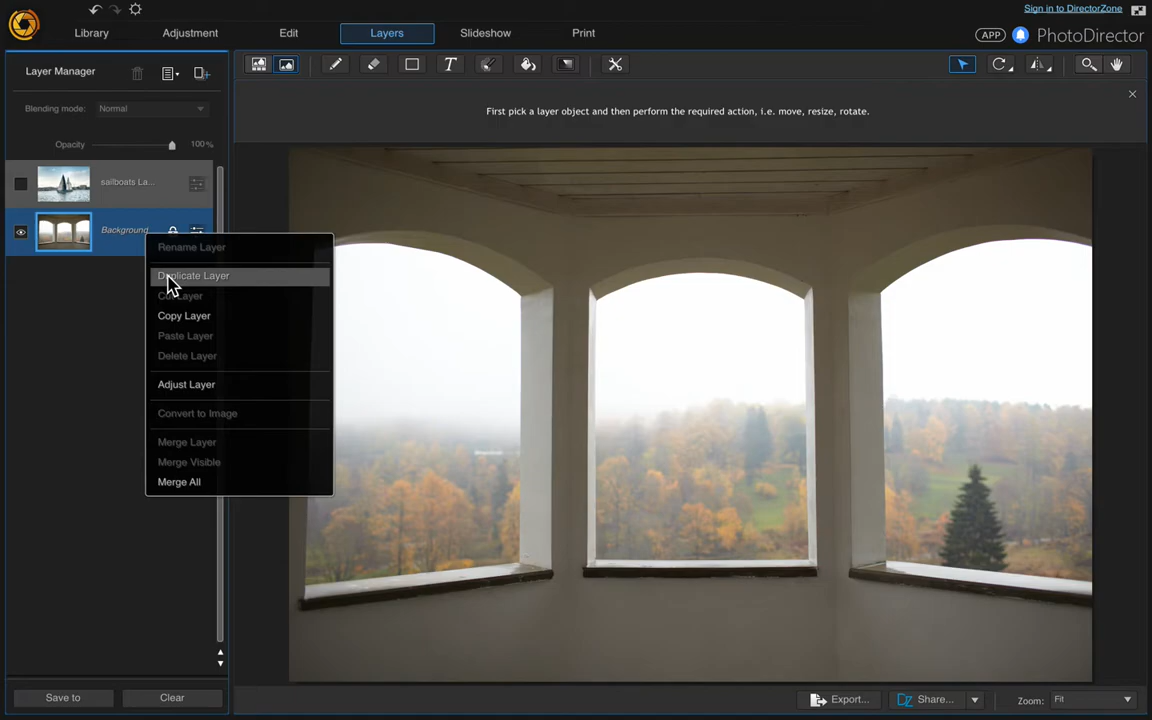 Sign in to DirectorZone
Library Adjustment Edit Layers Slideshow Print APP PhotoDirector
Layer Manager
Blending mode: Normal
First pick a layer object and then perform the required action, i.e. move, resize, rotate.
Opacity 100%
sailboats La...
Background
Rename Layer
Duplicate Layer
Cut Layer
Copy Layer
Paste Layer
Delete Layer
Adjust Layer
Convert to Image
Merge Layer
Merge Visible
Merge All
Save to Clear Export... Share... Zoom: Fit